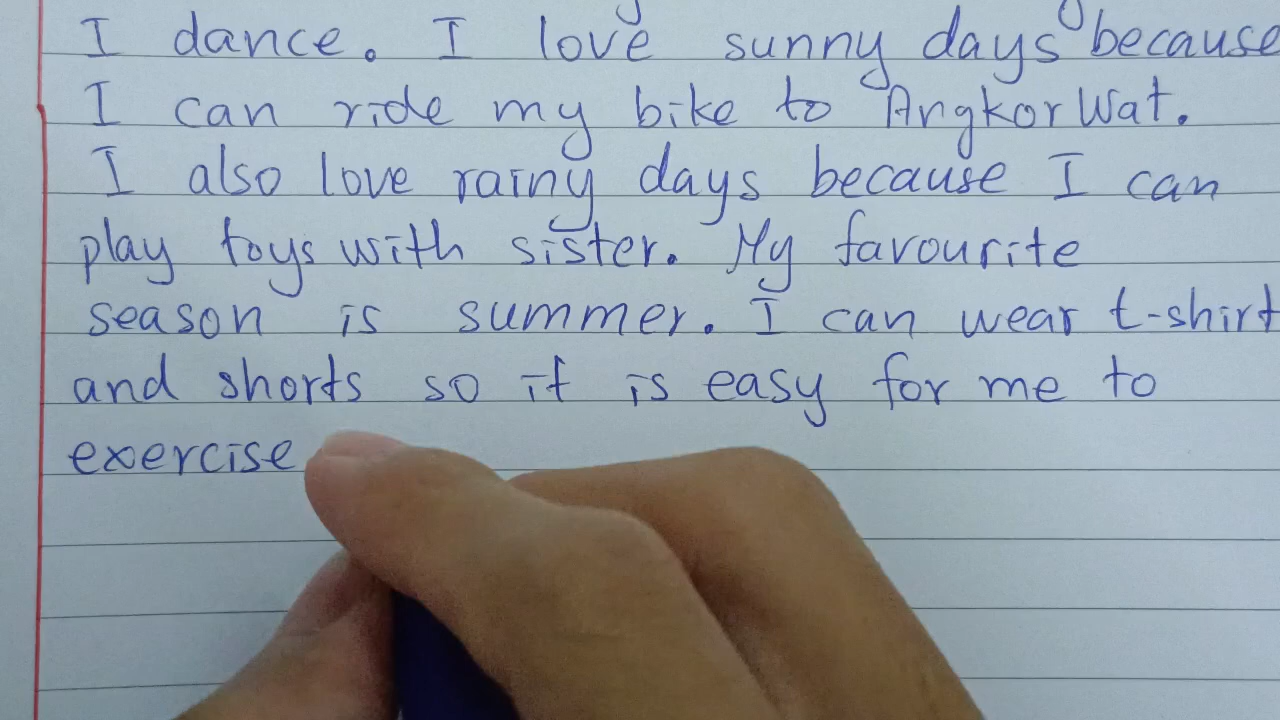 I dance. I love sunny days because
I can ride my bike to Angkor Wat.
I also love rainy days because I can
play toys with sister. My favourite
season is summer. I can wear t-shirt
and shorts so it is easy for me to
exercise